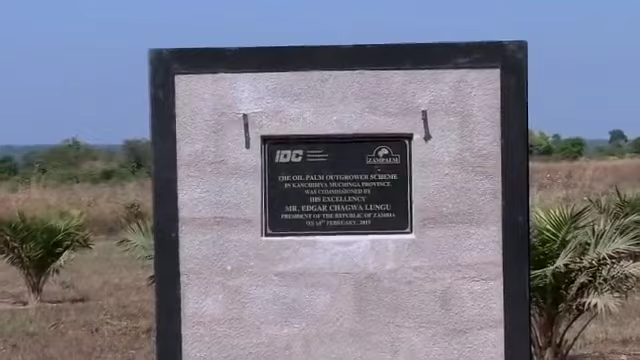 IDC
ZAMPALM
THE OIL PALM OUTGROWER SCHEME
IN KANCHIBIYA MUCHINGA PROVINCE
WAS COMMISSIONED BY
HIS EXCELLENCY
MR. EDGAR CHAGWA LUNGU
PRESIDENT OF THE REPUBLIC OF ZAMBIA
FEBRUARY,